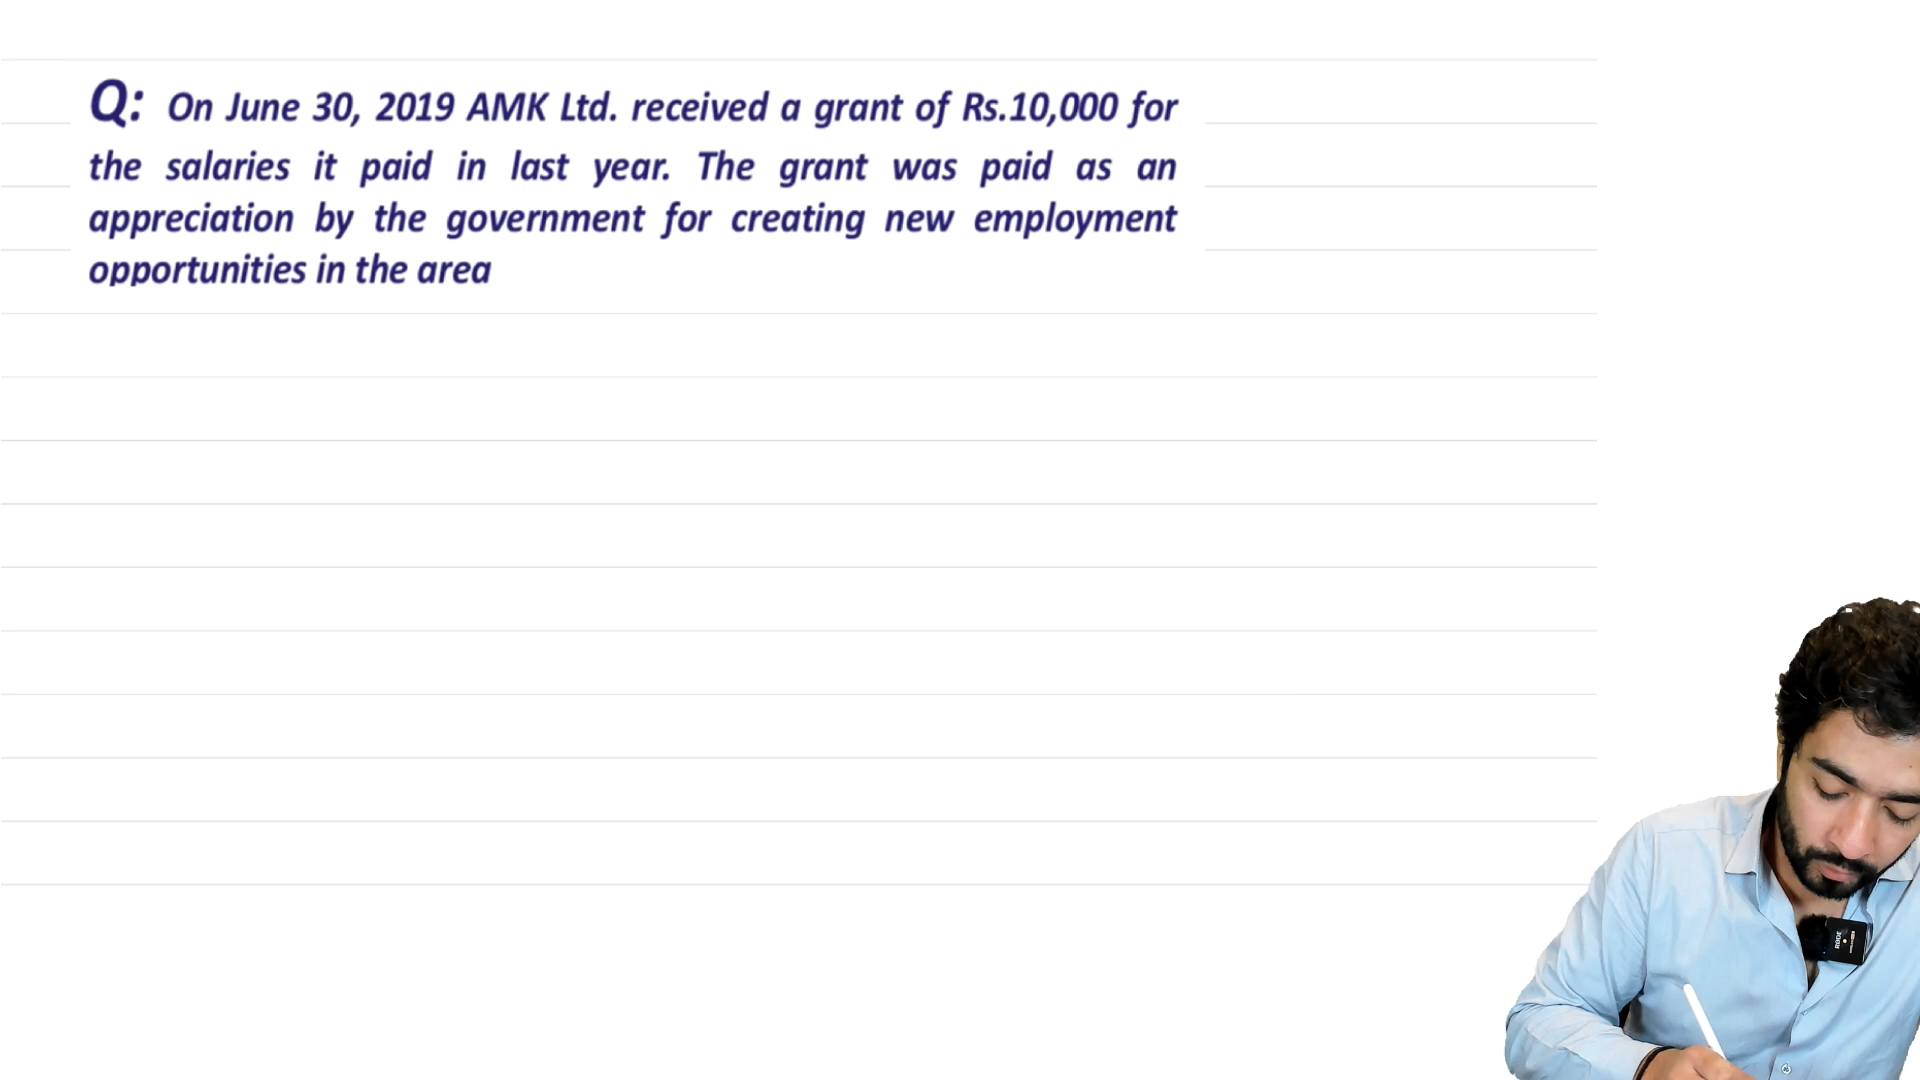 Q: On June 30, 2019 AMK Ltd. received a grant of Rs.10,000 for
the salaries it paid in last year. The grant was paid as an
appreciation by the government for creating new employment
opportunities in the area
RODE